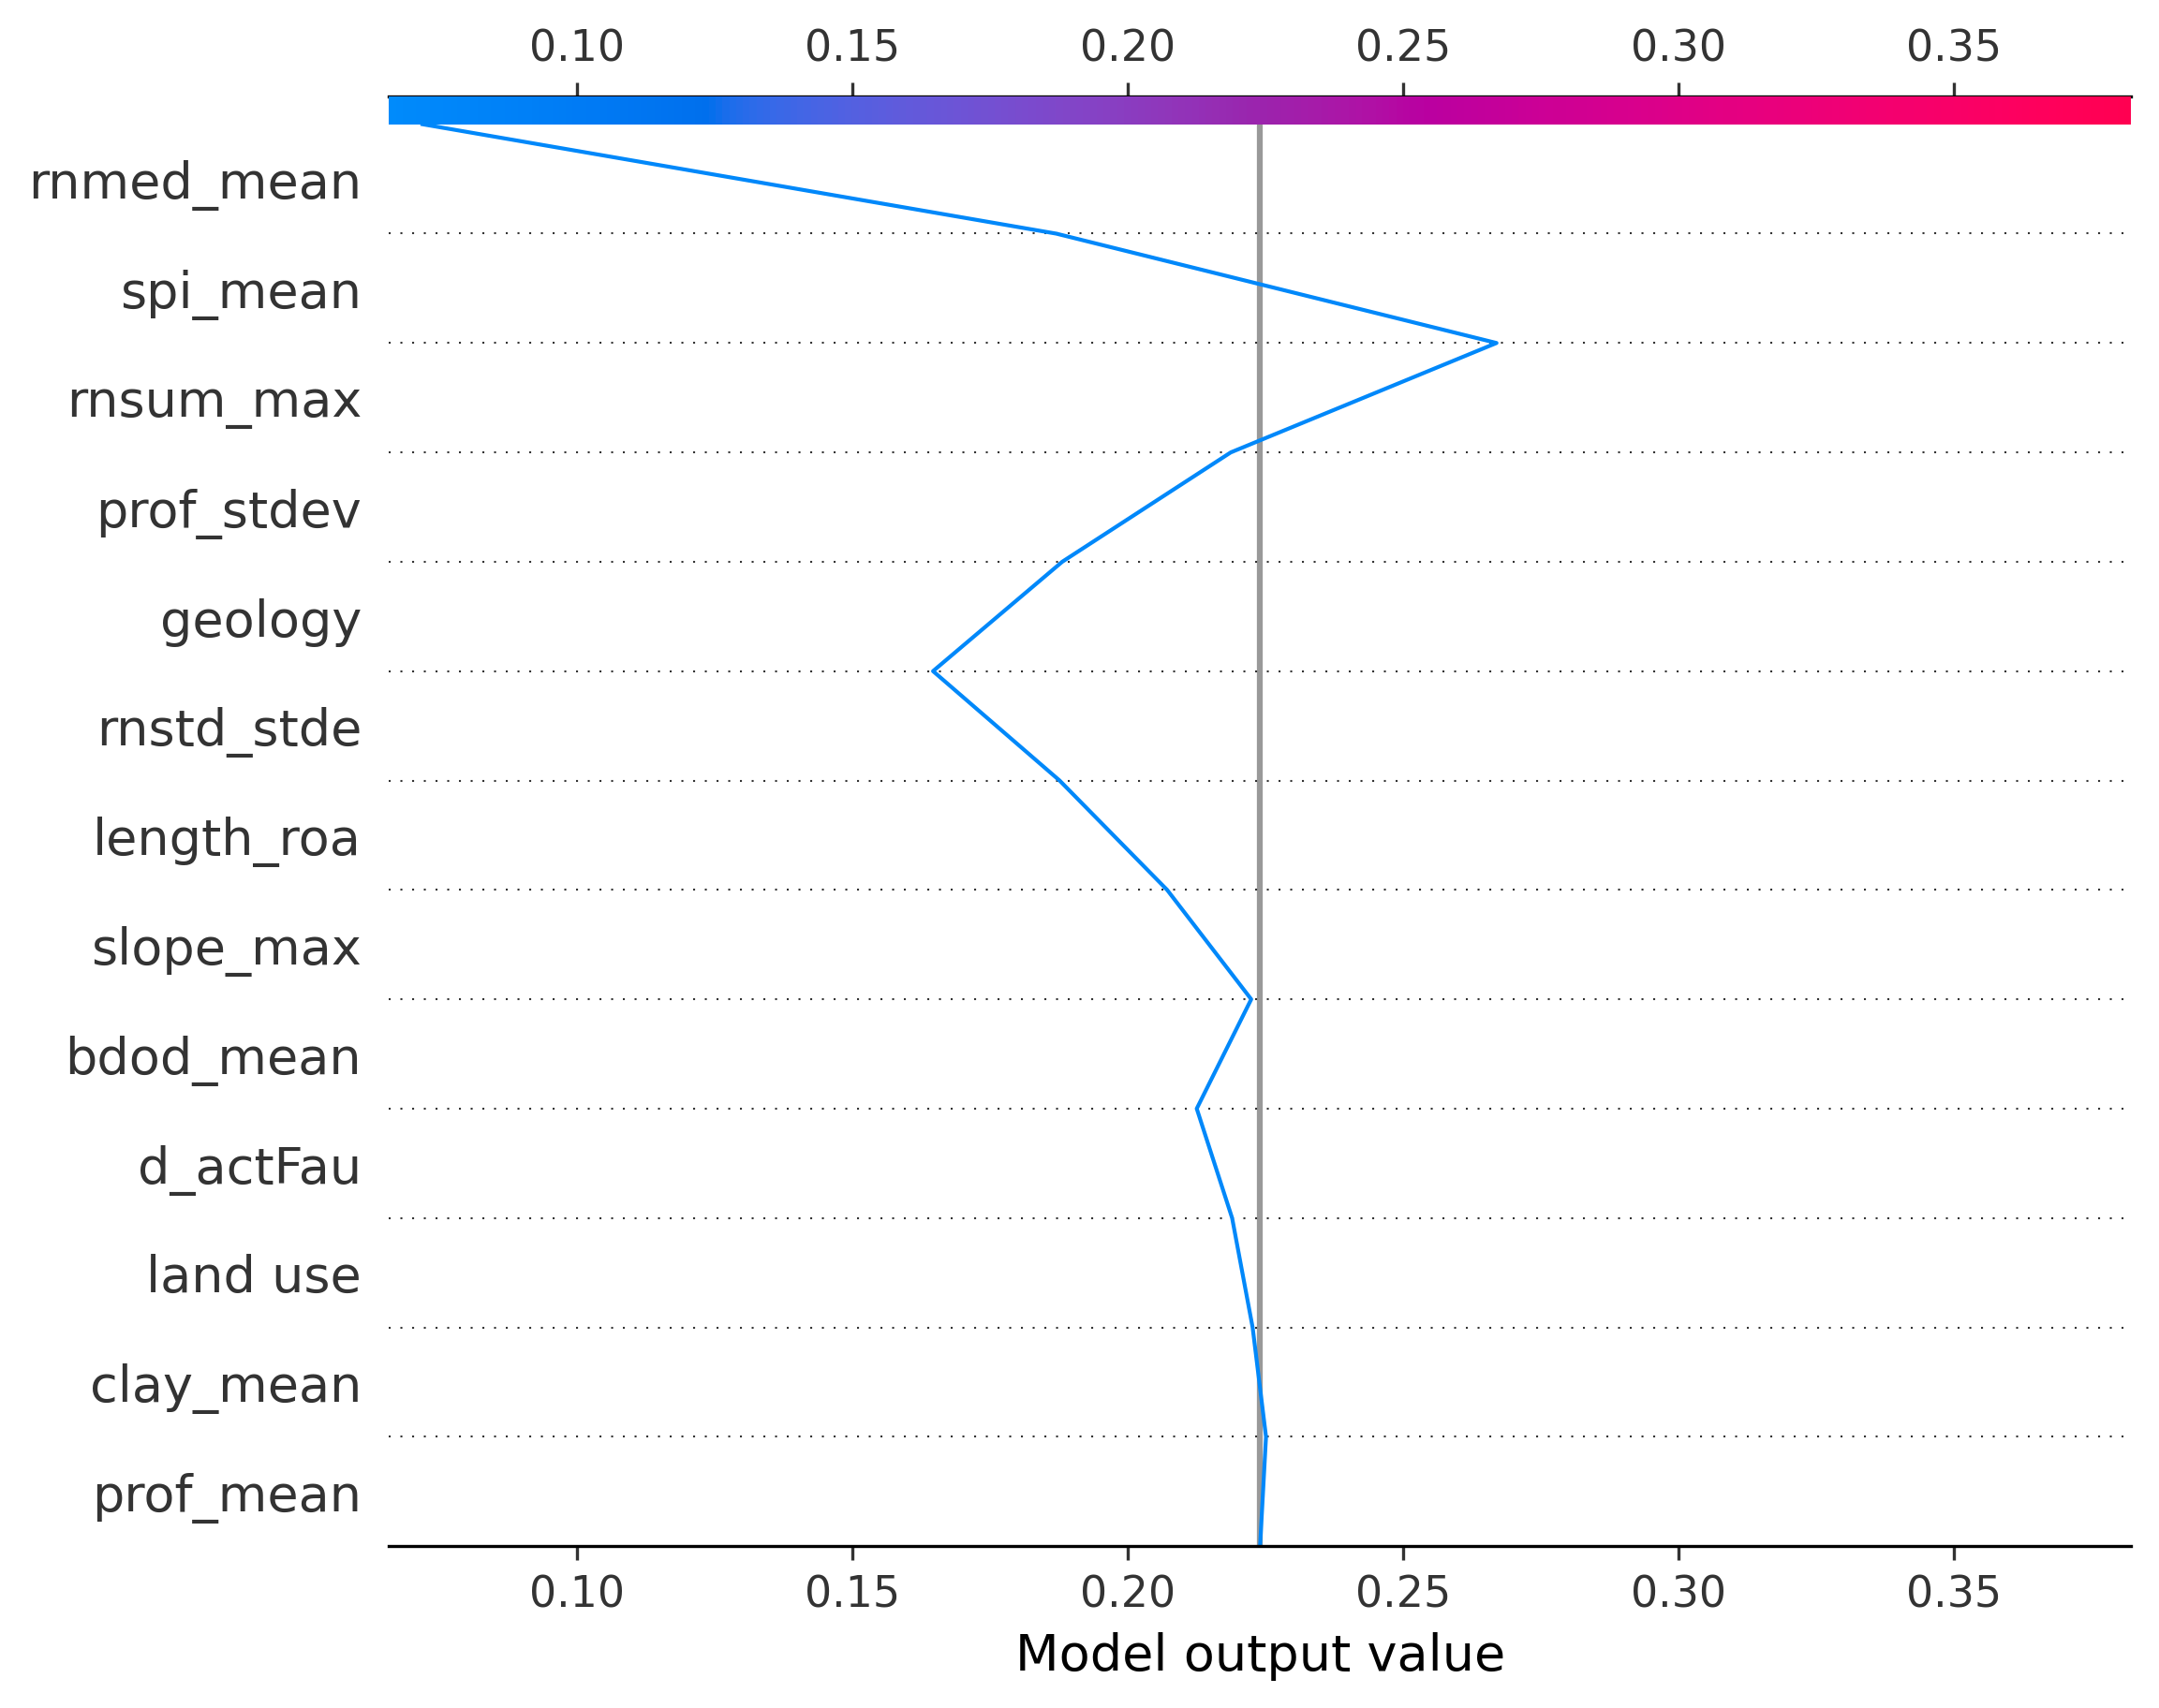 0.10 0.15 0.20 0.25 0.30 0.35
rnmed_mean
spi_mean
rnsum_max
prof_stdev
geology
rnstd_stde
length_roa
slope_max
bdod_mean
d_actFau
land use
clay_mean
prof_mean
0.10 0.15 0.20 0.25 0.30 0.35
Model output value